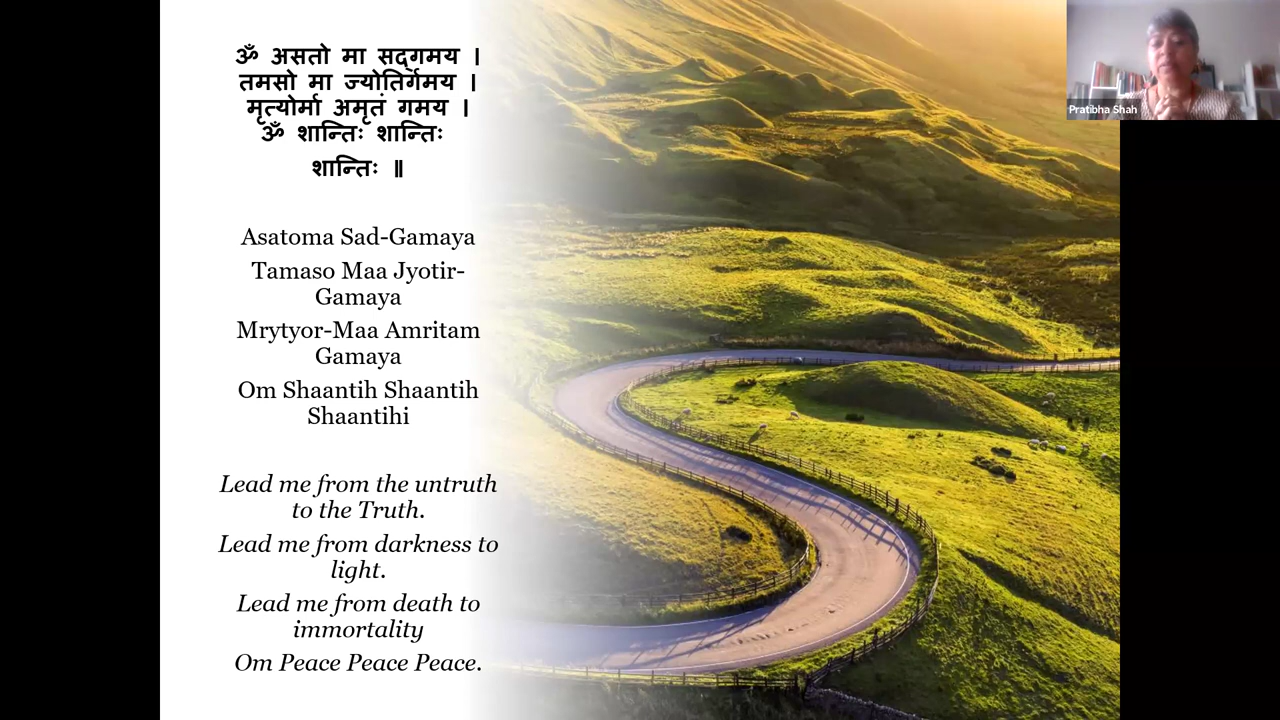 ॐ असतो मा सद्गमय ।
तमसो मा ज्योतिर्गमय ।
मृत्योर्मा अमृतं गमय ।
ॐ शान्तिः शान्तिः
शान्तिः ॥
Asatoma Sad-Gamaya
Tamaso Maa Jyotir-
Gamaya
Mrytyor-Maa Amritam
Gamaya
Om Shaantih Shaantih
Shaantihi
Lead me from the untruth
to the Truth.
Lead me from darkness to
light.
Lead me from death to
immortality
Om Peace Peace Peace.
Pratibha Shah